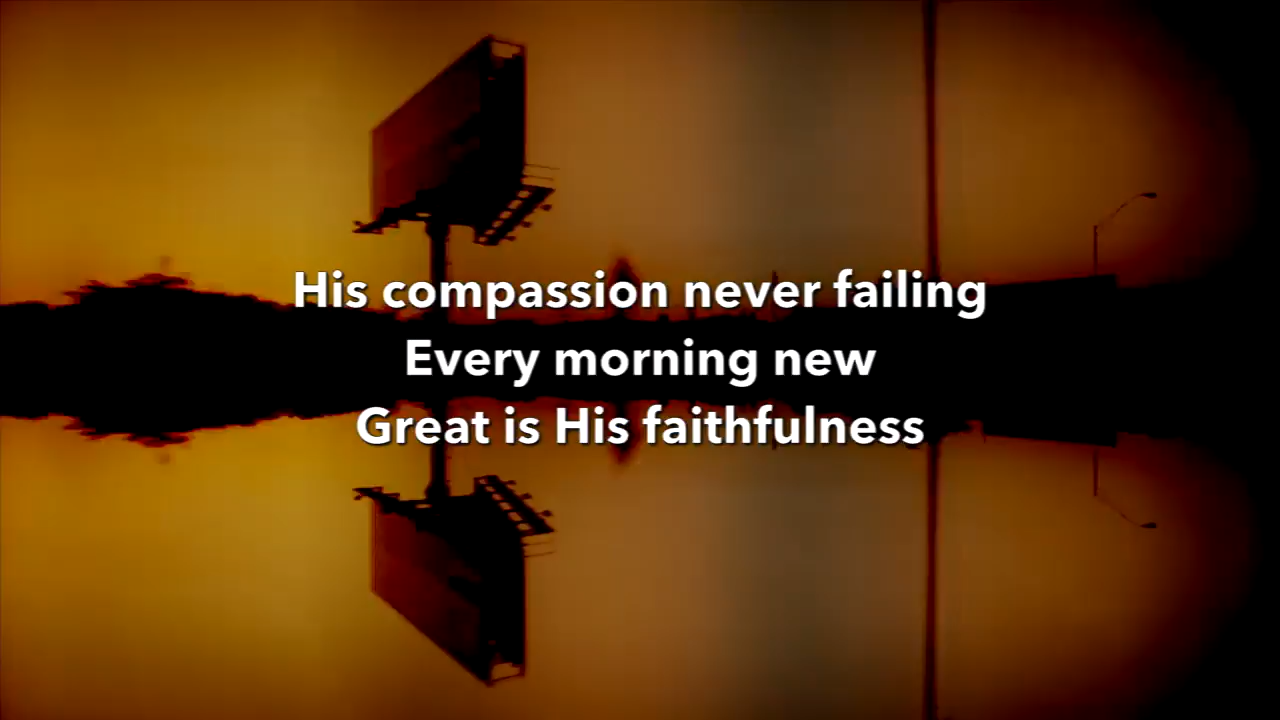 His compassion never failing
Every morning new
Great is His faithfulness